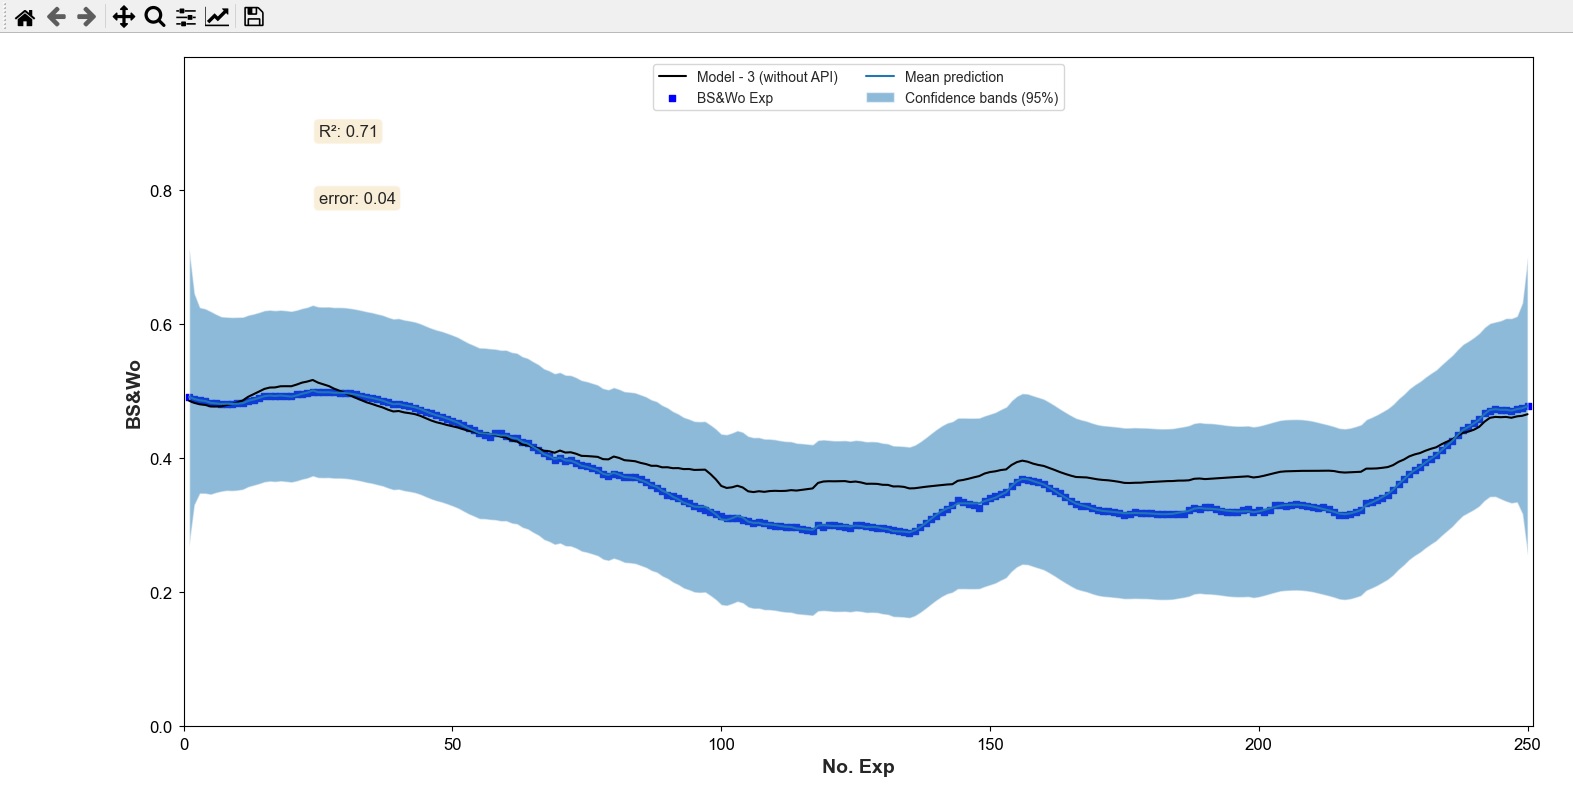 Model - 3 (without API)
Mean prediction
BS&Wo Exp
Confidence bands (95%)
R²: 0.71
error: 0.04
0.8
0.6
0.4
0.2
0.0
BS&Wo
0
50
100
150
200
250
No. Exp